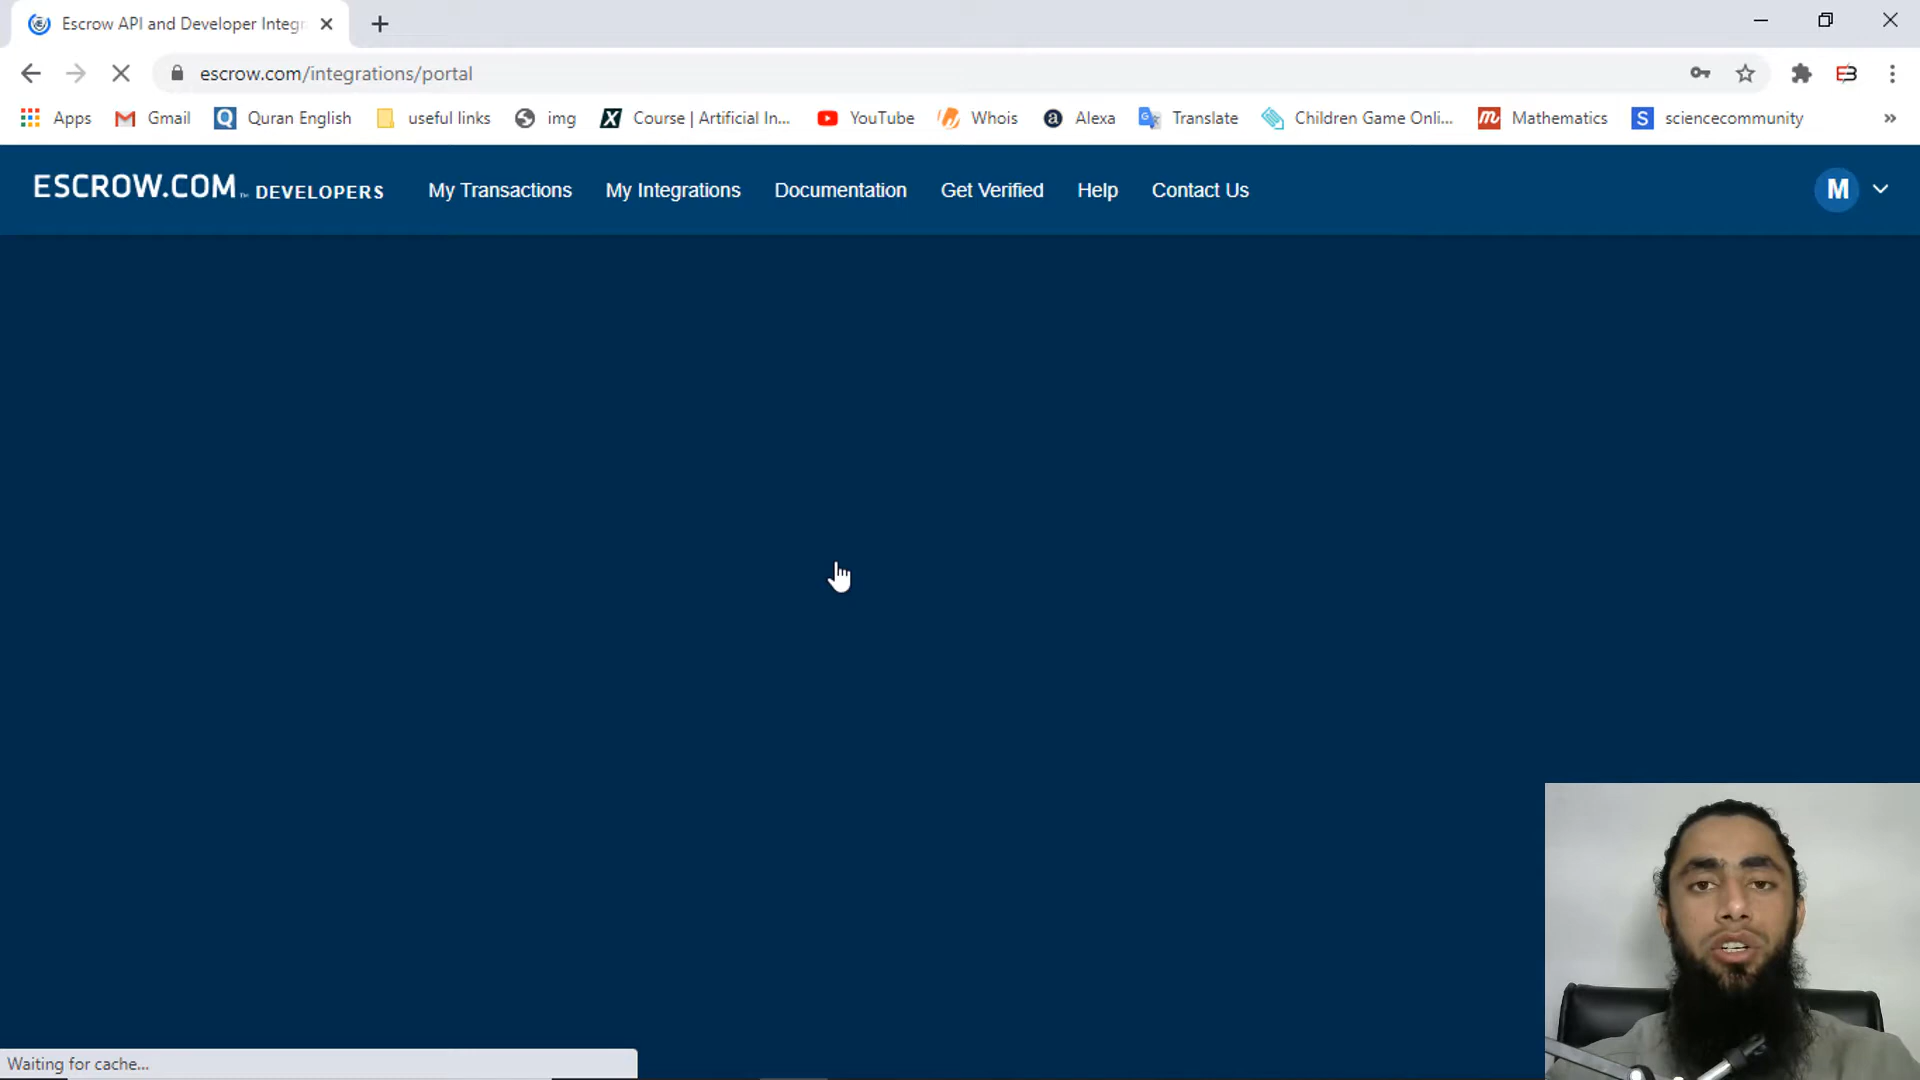 Escrow API and Developer Integr
escrow.com/integrations/portal
Apps
Gmail
Quran English
useful links
img
Course | Artificial In...
YouTube
Whois
Alexa
Translate
Children Game Onli...
Mathematics
sciencecommunity
ESCROW.COM DEVELOPERS
My Transactions
My Integrations
Documentation
Get Verified
Help
Contact Us
M
Waiting for cache...